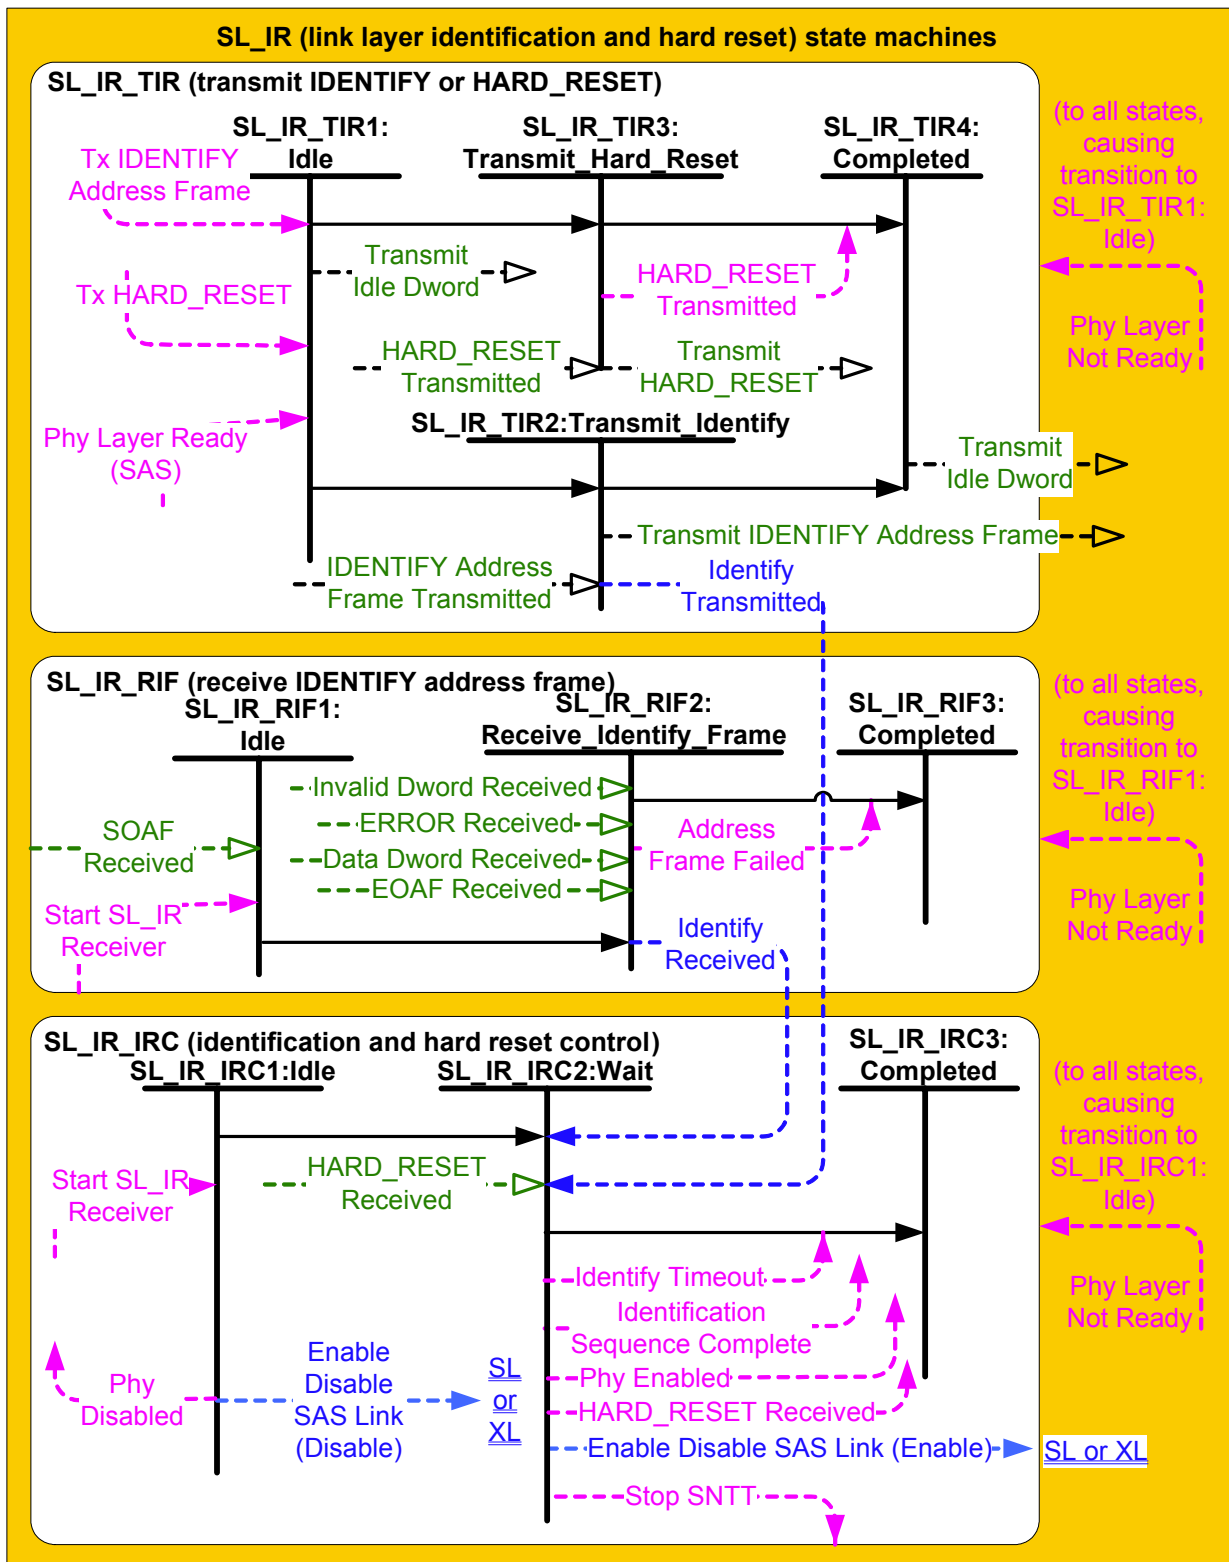 SL_IR (link layer identification and hard reset) state machines
SL_IR_TIR (transmit IDENTIFY or HARD_RESET)
SL_IR_TIR1:
Idle
SL_IR_TIR3:
Transmit_Hard_Reset
SL_IR_TIR4:
Completed
(to all states,
causing
transition to
SL_IR_TIR1:
Idle)
Tx IDENTIFY
Address Frame
Transmit
Idle Dword
HARD_RESET
Transmitted
Tx HARD_RESET
Phy Layer
Not Ready
HARD_RESET
Transmitted
Transmit
HARD_RESET
SL_IR_TIR2:Transmit_Identify
Phy Layer Ready
(SAS)
Transmit
Idle Dword
Transmit IDENTIFY Address Frame
IDENTIFY Address
Frame Transmitted
Identify
Transmitted
SL_IR_RIF (receive IDENTIFY address frame)
SL_IR_RIF1:
Idle
SL_IR_RIF2:
Receive_Identify_Frame
SL_IR_RIF3:
Completed
(to all states,
causing
transition to
SL_IR_RIF1:
Idle)
Invalid Dword Received
SOAF
Received
ERROR Received
Address
Frame Failed
Data Dword Received
EOAF Received
Start SL_IR
Receiver
Identify
Received
Phy Layer
Not Ready
SL_IR_IRC (identification and hard reset control)
SL_IR_IRC1:Idle
SL_IR_IRC2:Wait
SL_IR_IRC3:
Completed
(to all states,
causing
transition to
SL_IR_IRC1:
Idle)
Start SL_IR
Receiver
HARD_RESET
Received
Identify Timeout
Phy Layer
Not Ready
Identification
Sequence Complete
Phy
Disabled
Enable
Disable
SAS Link
(Disable)
SL
or
XL
Phy Enabled
HARD_RESET Received
Enable Disable SAS Link (Enable)
SL or XL
Stop SNTT